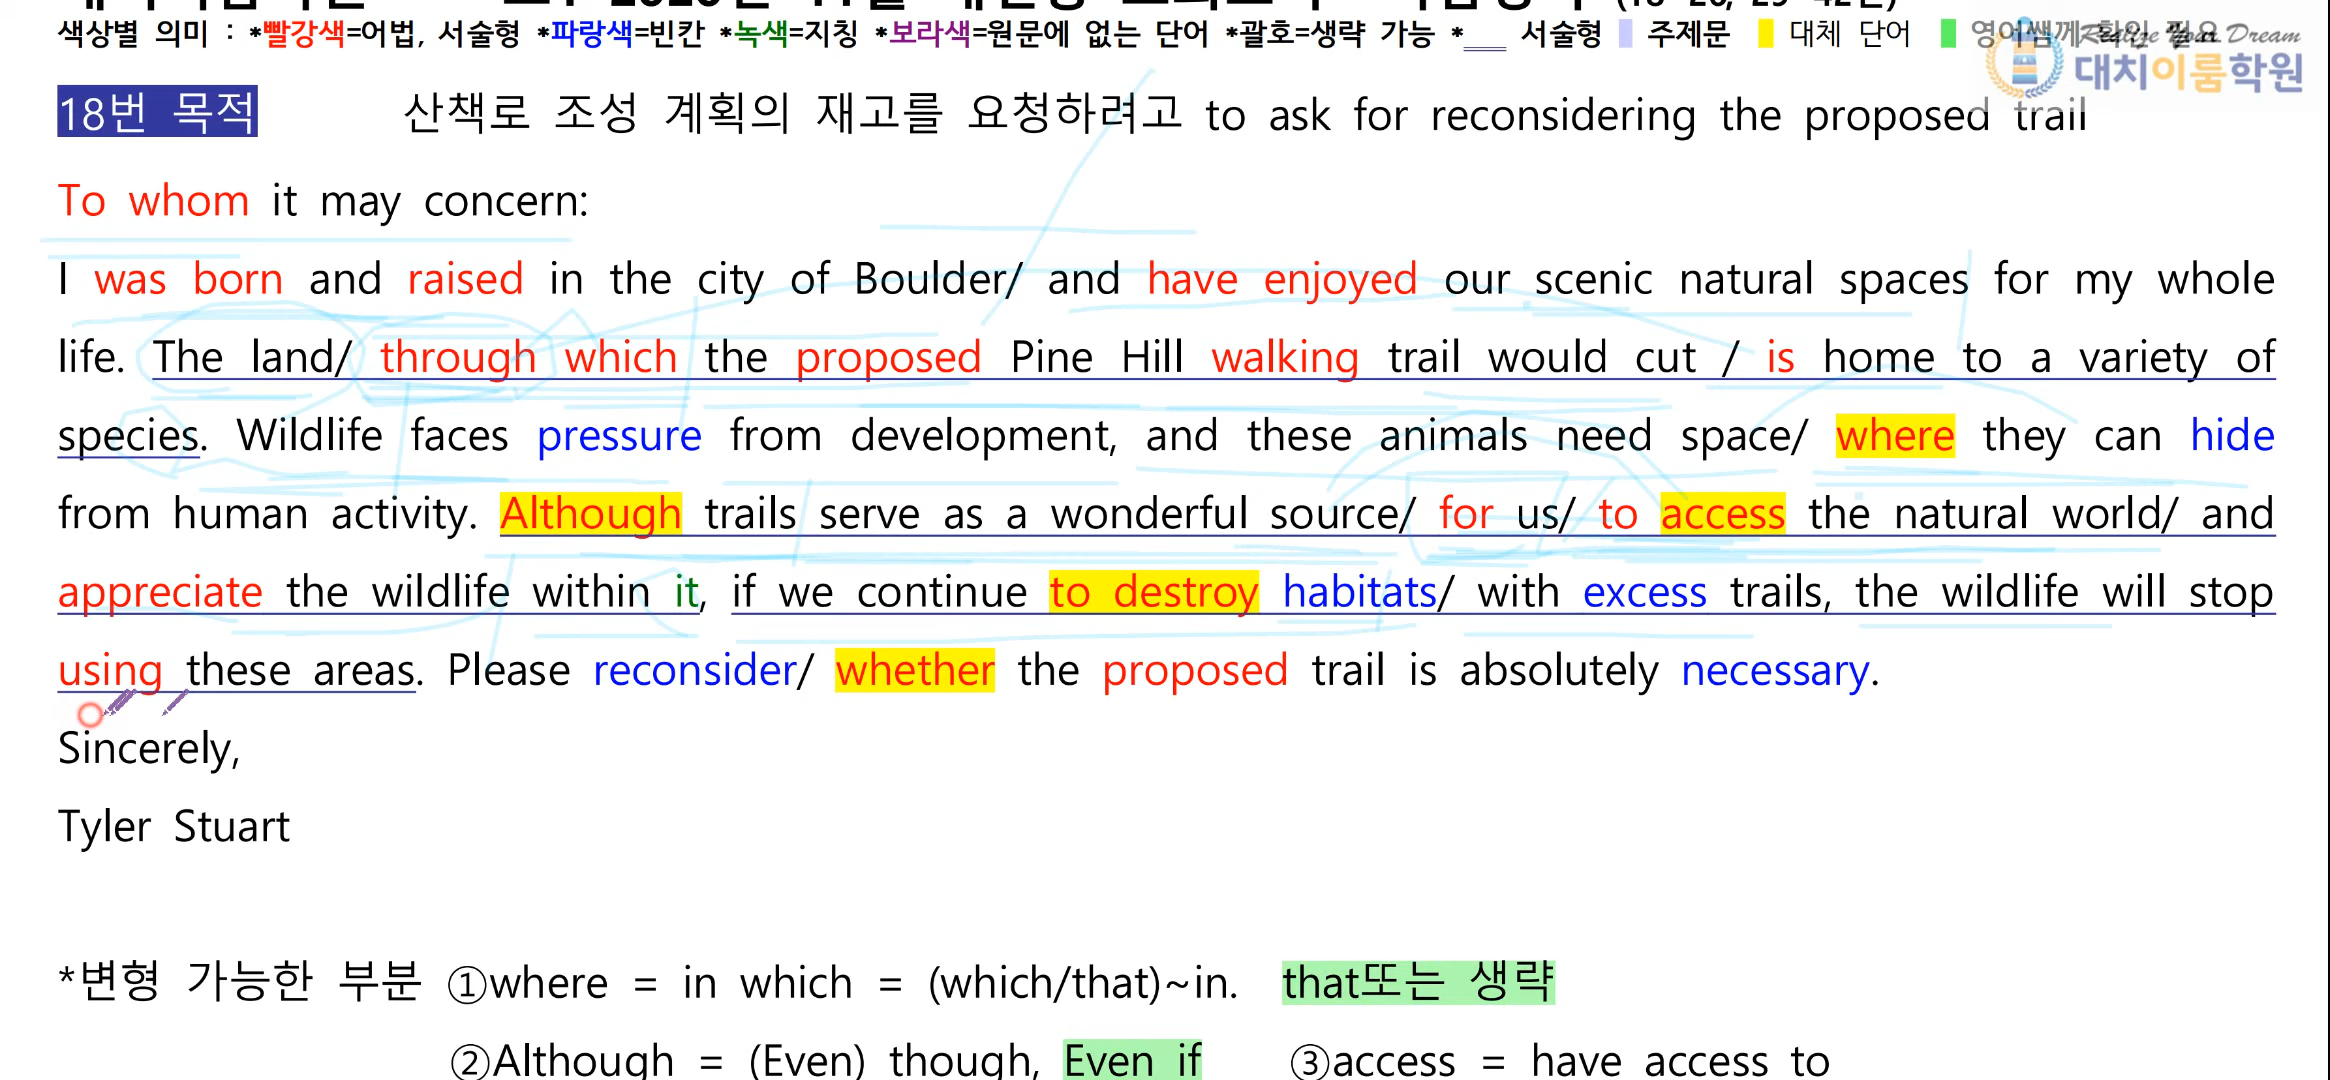 (18~26, 29~42번)
색상별 의미 : *빨강색=어법, 서술형 *파랑색=빈칸 *녹색=지칭 *보라색=원문에 없는 단어 *괄호=생략 가능 *___ 서술형 주제문 대체 단어 영어쌤께 확인 필요
Realize Your Dream
대치이룸학원
18번 목적 산책로 조성 계획의 재고를 요청하려고 to ask for reconsidering the proposed trail
To whom it may concern:
I was born and raised in the city of Boulder/ and have enjoyed our scenic natural spaces for my whole
life. The land/ through which the proposed Pine Hill walking trail would cut / is home to a variety of
species. Wildlife faces pressure from development, and these animals need space/ where they can hide
from human activity. Although trails serve as a wonderful source/ for us/ to access the natural world/ and
appreciate the wildlife within it, if we continue to destroy habitats/ with excess trails, the wildlife will stop
using these areas. Please reconsider/ whether the proposed trail is absolutely necessary.
Sincerely,
Tyler Stuart
*변형 가능한 부분 ①where = in which = (which/that)~in. that또는 생략
②Although = (Even) though, Even if ③access = have access to